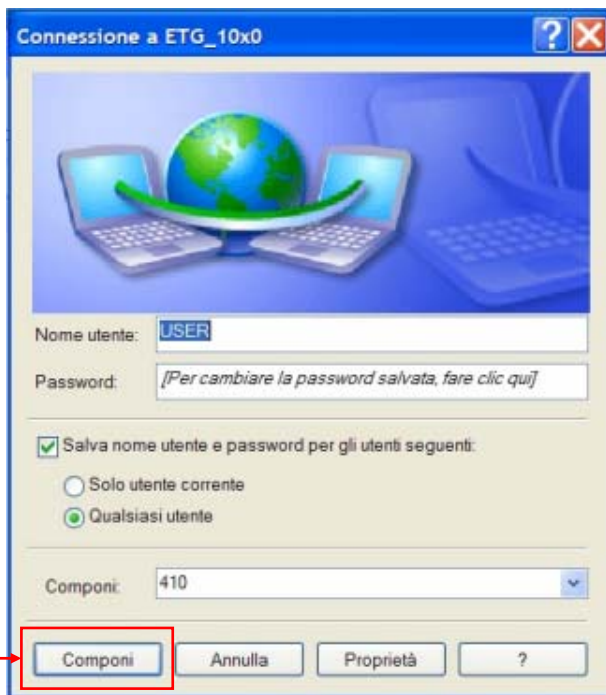 Connessione a ETG_10x0
Nome utente: USER
Password: [Per cambiare la password salvata, fare clic qui]
Salva nome utente e password per gli utenti seguenti:
Solo utente corrente
Qualsiasi utente
Componi: 410
Componi Annulla Proprietà ?